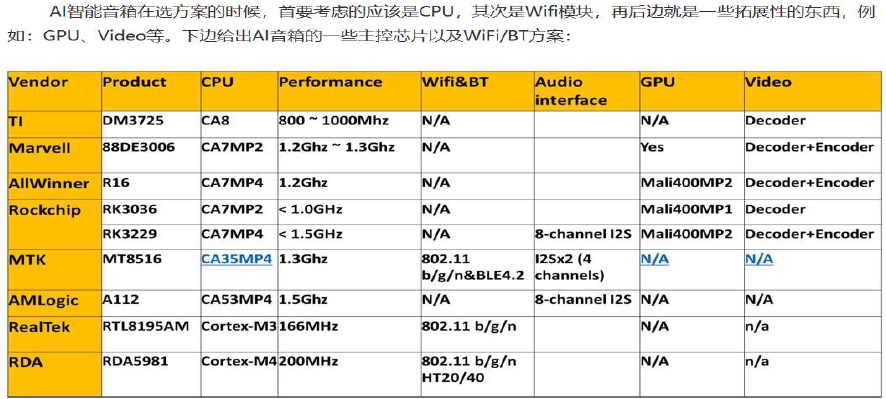 AI智能音箱在选方案的时候，首要考虑的应该是CPU，其次是Wifi模块，再后边就是一些拓展性的东西，例
如：GPU、Video等。下边给出AI音箱的一些主控芯片以及WiFi/BT方案：
Vendor Product CPU Performance Wifi&BT Audio interface GPU Video
TI DM3725 CA8 800 ~ 1000Mhz N/A N/A Decoder
Marvell 88DE3006 CA7MP2 1.2Ghz ~ 1.3Ghz N/A Yes Decoder+Encoder
AllWinner R16 CA7MP4 1.2Ghz N/A Mali400MP2 Decoder+Encoder
Rockchip RK3036 CA7MP2 < 1.0GHz N/A Mali400MP1 Decoder
RK3229 CA7MP4 < 1.5GHz N/A 8-channel I2S Mali400MP2 Decoder+Encoder
MTK MT8516 CA35MP4 1.3Ghz 802.11 b/g/n&BLE4.2 I2Sx2 (4 channels) N/A N/A
AMLogic A112 CA53MP4 1.5Ghz N/A 8-channel I2S N/A N/A
RealTek RTL8195AM Cortex-M3 166MHz 802.11 b/g/n N/A n/a
RDA RDA5981 Cortex-M4 200MHz 802.11 b/g/n HT20/40 N/A n/a